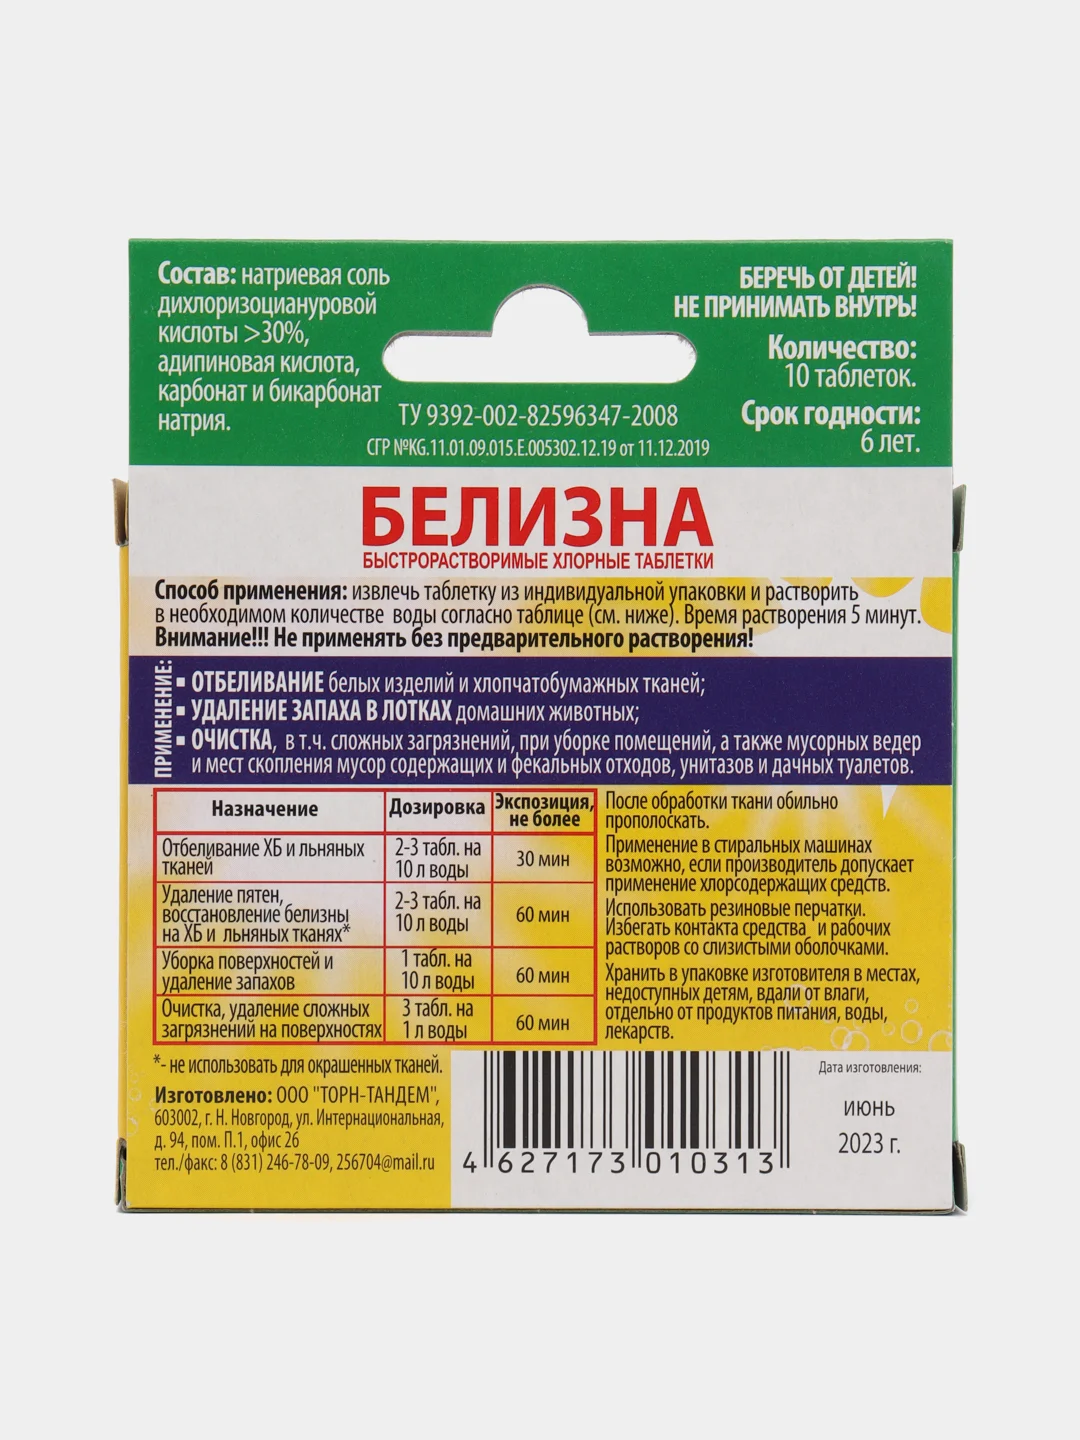 Состав: натриевая соль
дихлоризоциануровой
кислоты >30%,
адипиновая кислота,
карбонат и бикарбонат
натрия.
БЕРЕЧЬ ОТ ДЕТЕЙ!
НЕ ПРИНИМАТЬ ВНУТРЬ!
Количество:
10 таблеток.
Срок годности:
6 лет.
ТУ 9392-002-82596347-2008
СГР №KG.11.01.09.015.Е.005302.12.19 от 11.12.2019
БЕЛИЗНА
БЫСТРОРАСТВОРИМЫЕ ХЛОРНЫЕ ТАБЛЕТКИ
Способ применения: извлечь таблетку из индивидуальной упаковки и растворить
в необходимом количестве воды согласно таблице (см. ниже). Время растворения 5 минут.
Внимание!!! Не применять без предварительного растворения!
ПРИМЕНЕНИЕ:
▪ ОТБЕЛИВАНИЕ белых изделий и хлопчатобумажных тканей;
▪ УДАЛЕНИЕ ЗАПАХА В ЛОТКАХ домашних животных;
▪ ОЧИСТКА, в т.ч. сложных загрязнений, при уборке помещений, а также мусорных ведер
и мест скопления мусор содержащих и фекальных отходов, унитазов и дачных туалетов.
Назначение Дозировка Экспозиция,
не более
Отбеливание ХБ и льняных
тканей
2-3 табл. на
10 л воды
30 мин
Удаление пятен,
восстановление белизны
на ХБ и льняных тканях*
2-3 табл. на
10 л воды
60 мин
Уборка поверхностей и
удаление запахов
1 табл. на
10 л воды
60 мин
Очистка, удаление сложных
загрязнений на поверхностях
3 табл. на
1 л воды
60 мин
*- не использовать для окрашенных тканей.
После обработки ткани обильно
прополоскать.
Применение в стиральных машинах
возможно, если производитель допускает
применение хлорсодержащих средств.
Использовать резиновые перчатки.
Избегать контакта средства и рабочих
растворов со слизистыми оболочками.
Хранить в упаковке изготовителя в местах,
недоступных детям, вдали от влаги,
отдельно от продуктов питания, воды,
лекарств.
Изготовлено: ООО "ТОРН-ТАНДЕМ",
603002, г. Н. Новгород, ул. Интернациональная,
д. 94, пом. П.1, офис 26
тел./факс: 8 (831) 246-78-09, 256704@mail.ru
4 627173 010313
Дата изготовления:
ИЮНЬ
2023 г.